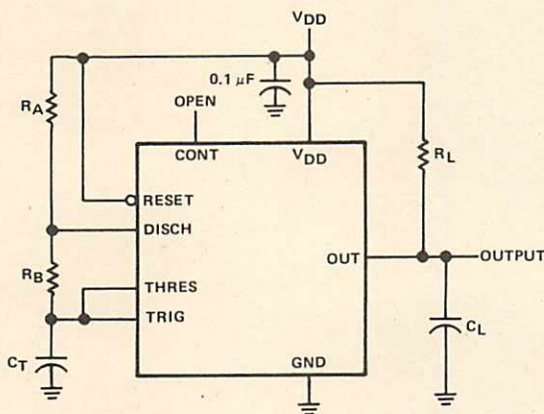 VDD
0.1 µF
OPEN
RA
CONT
VDD
RL
RESET
DISCH
RB
OUT
OUTPUT
THRES
TRIG
CT
CL
GND